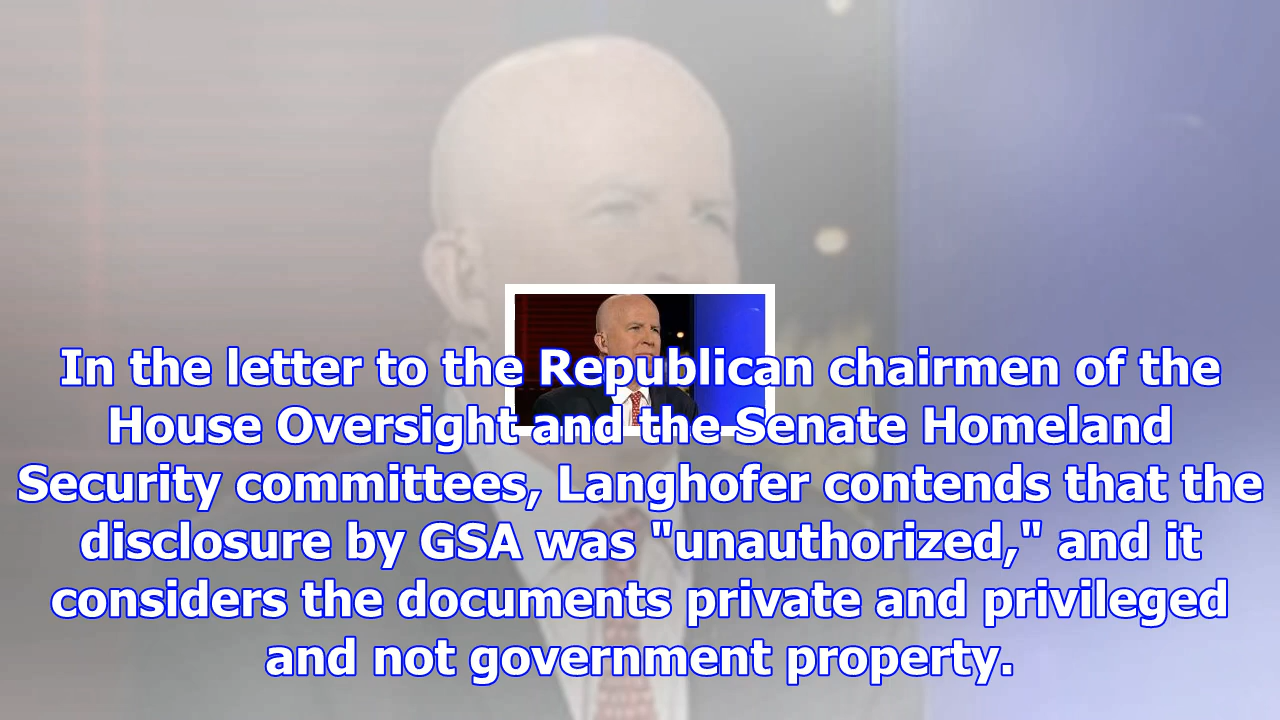 In the letter to the Republican chairmen of the
House Oversight and the Senate Homeland
Security committees, Langhofer contends that the
disclosure by GSA was "unauthorized," and it
considers the documents private and privileged
and not government property.